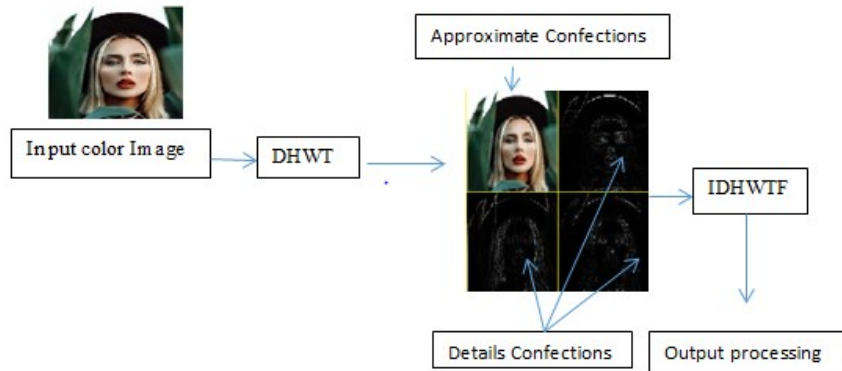 Approximate Confections
Input color Image
DHWT
IDHWTF
Details Confections
Output processing